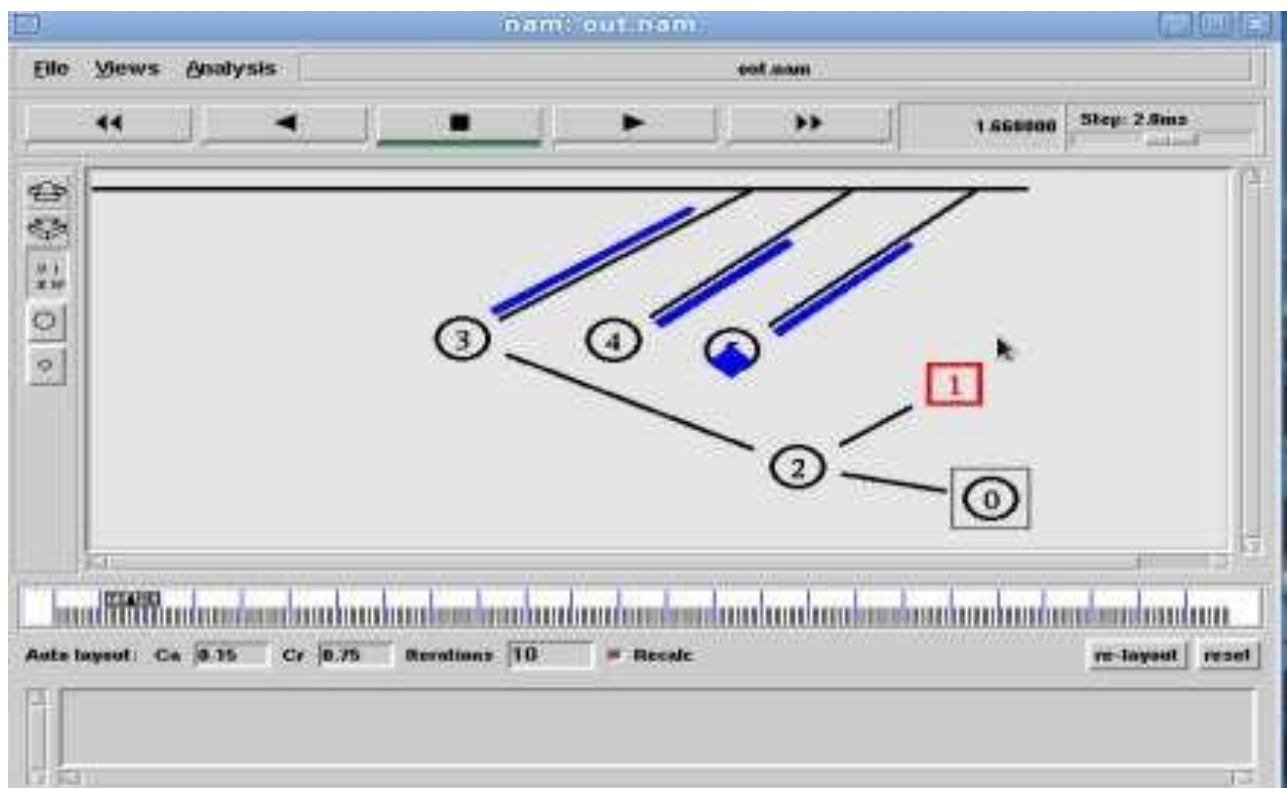 nam: out.nam
File Views Analysis out.nam
1.660000 Step: 2.0ms
3 4
1
2
0
Auto layout: Ca 0.15 Cr 0.75 Iterations 10 Recalc re-layout reset